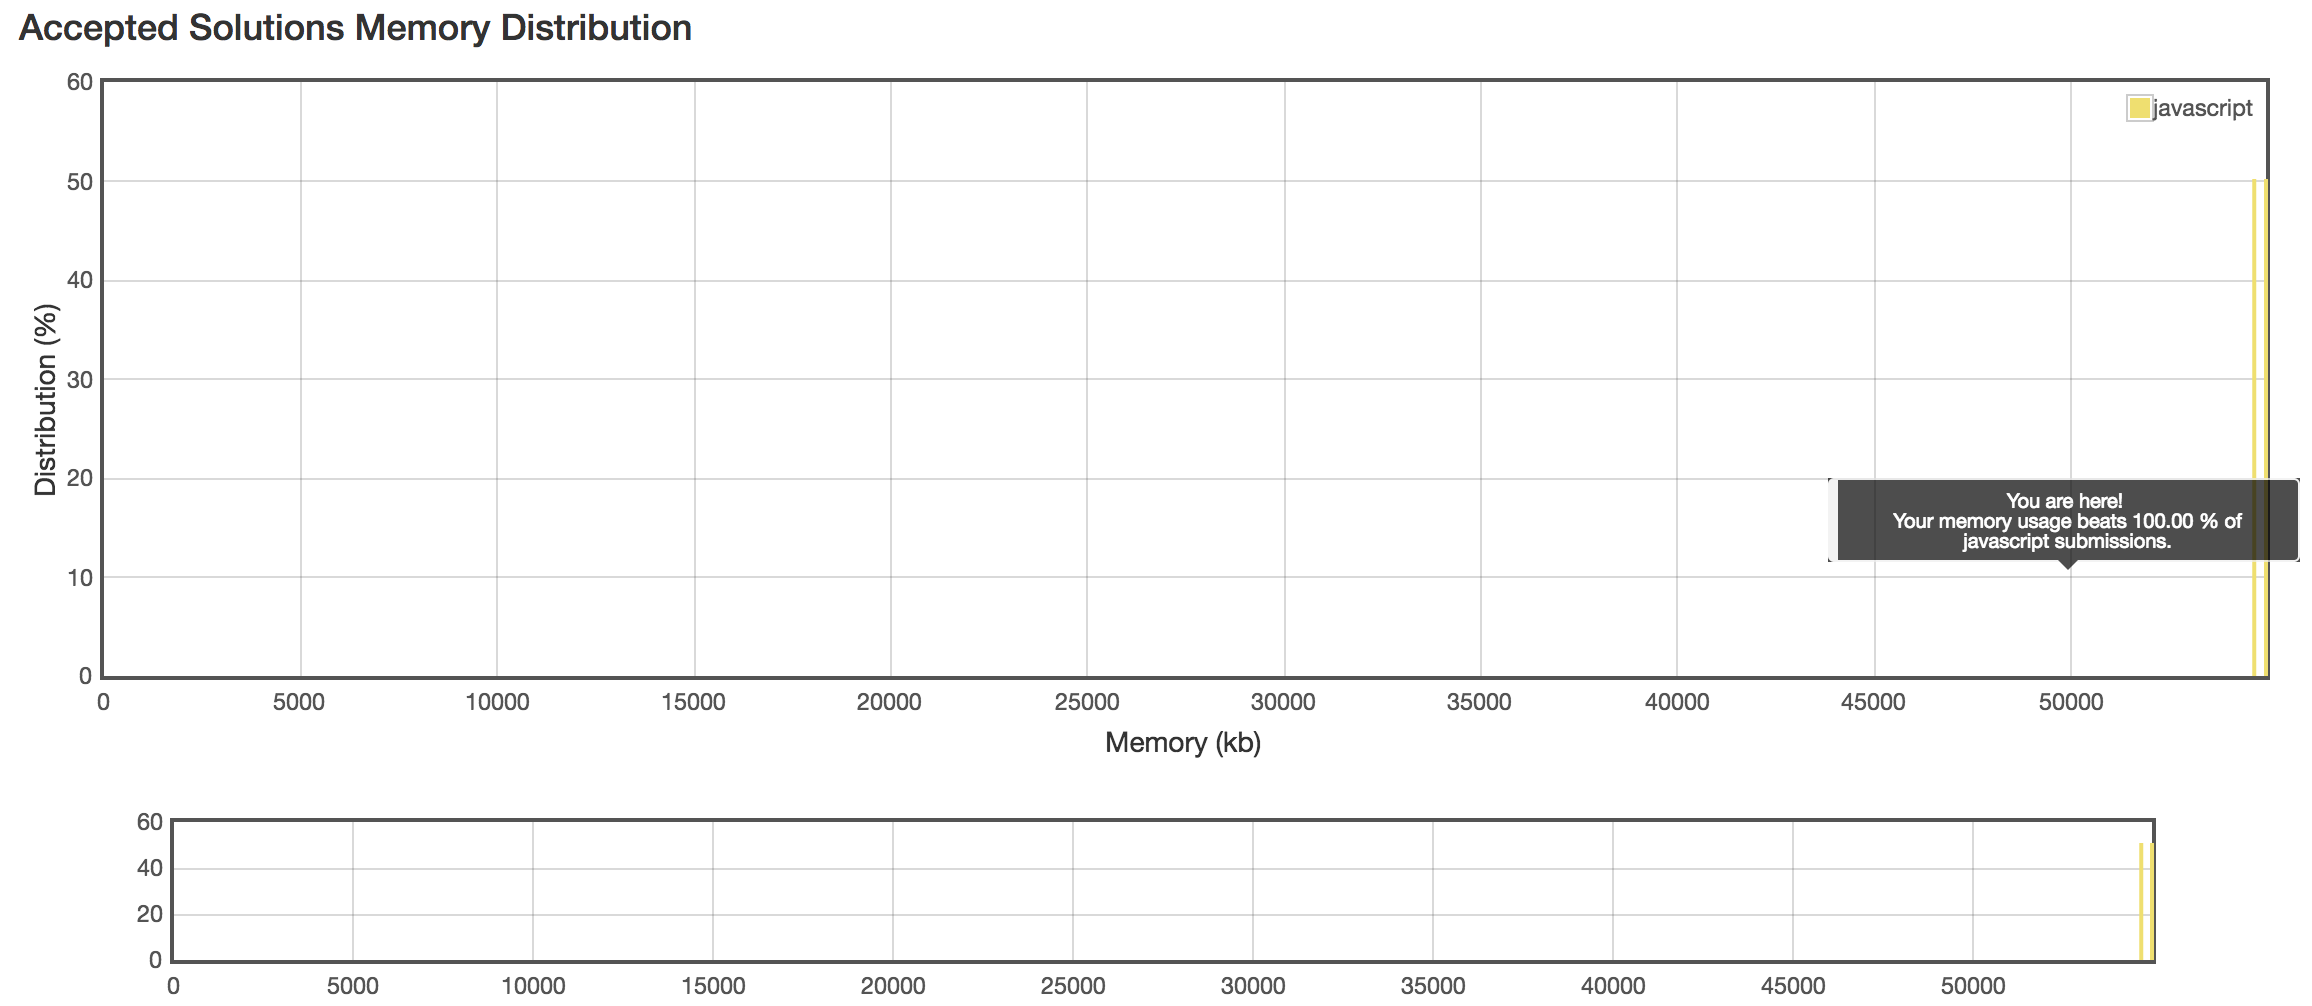 Accepted Solutions Memory Distribution
60
javascript
50
40
30
20
10
0
Distribution (%)
You are here!
Your memory usage beats 100.00 % of
javascript submissions.
0 5000 10000 15000 20000 25000 30000 35000 40000 45000 50000
Memory (kb)
60
40
20
0
0 5000 10000 15000 20000 25000 30000 35000 40000 45000 50000